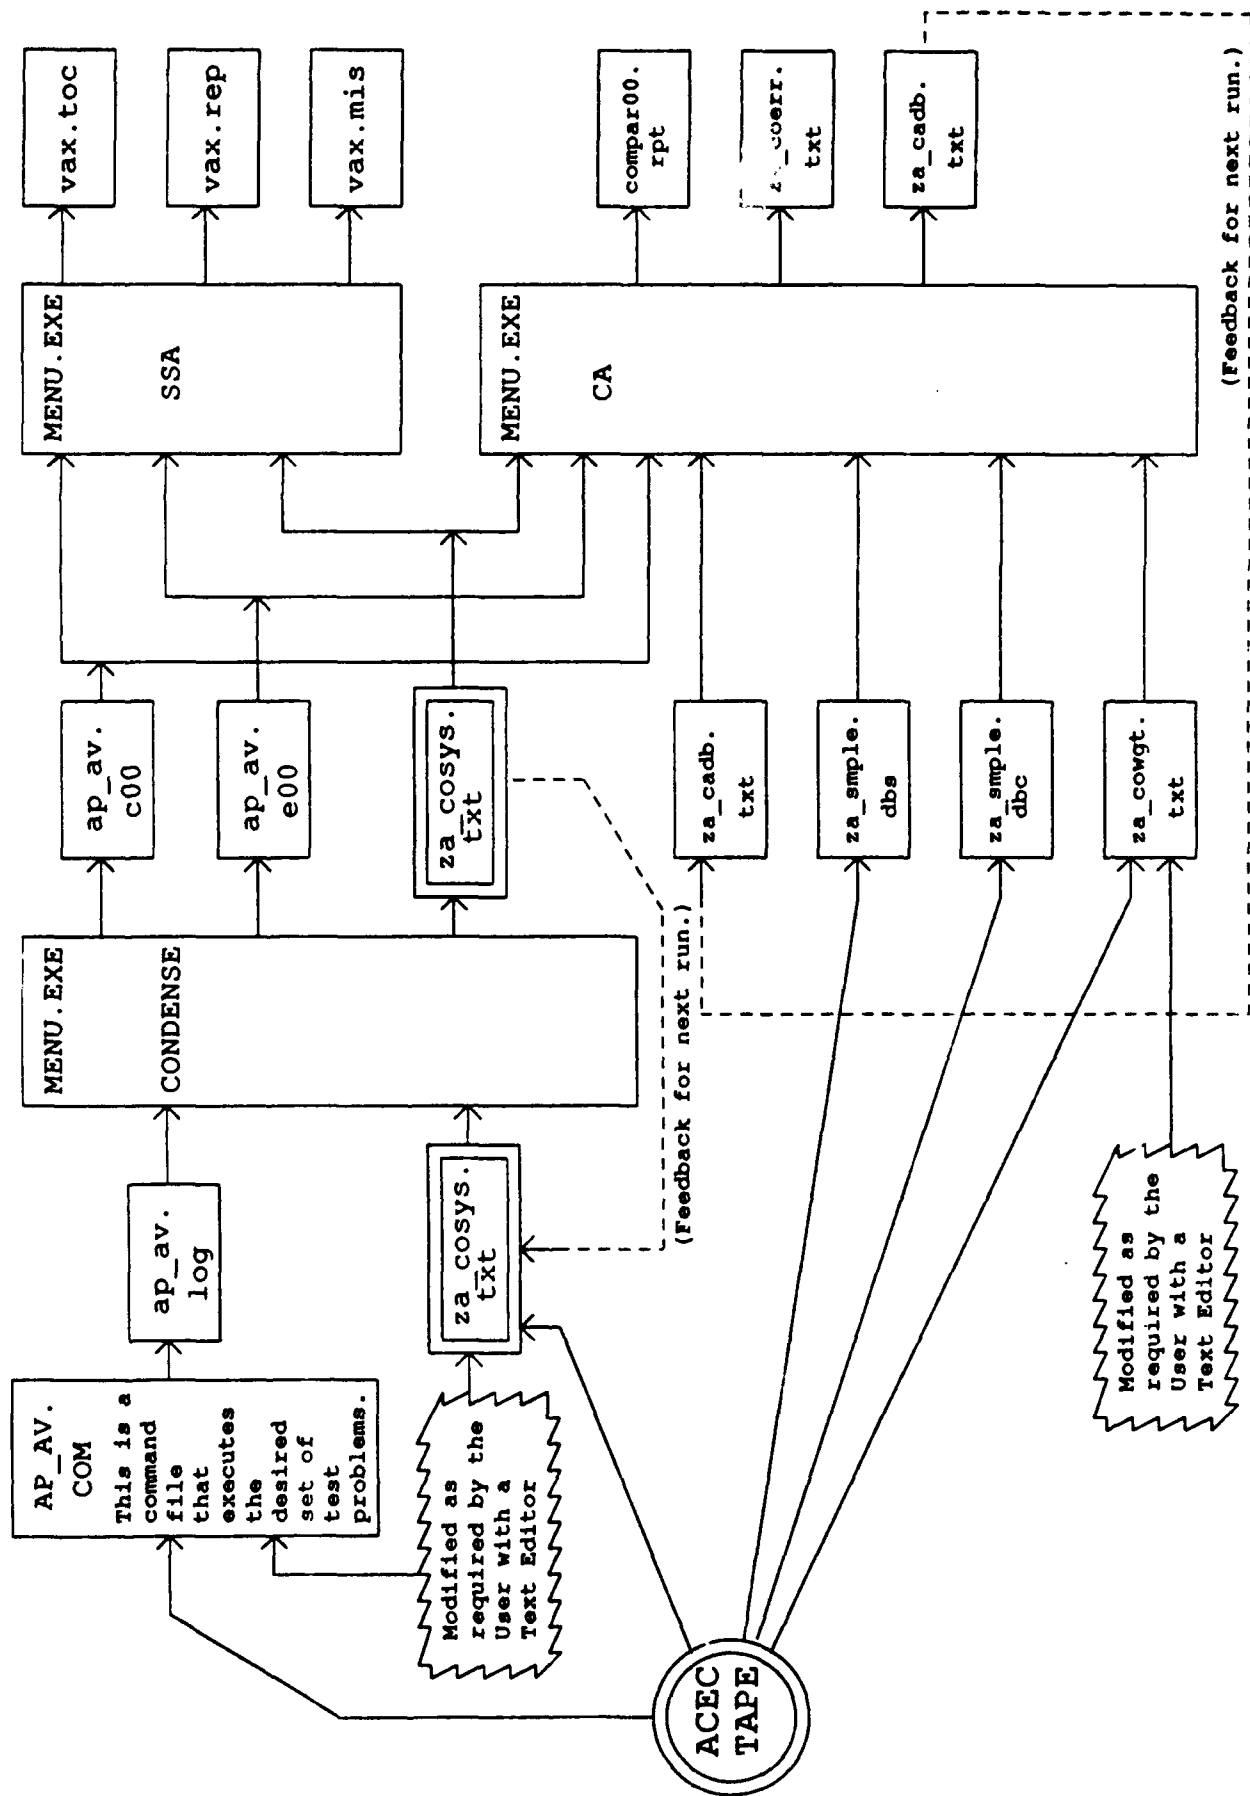 ACEC
TAPE
AP_AV.
COM
This is a
command
file
that
executes
the
desired
set of
test
problems.
Modified as
required by the
User with a
Text Editor
ap_av.
log
za_cosys.
txt
(Feedback for next run.)
MENU.EXE
CONDENSE
ap_av.
c00
ap_av.
e00
za_cosys.
txt
MENU.EXE
SSA
vax.toc
vax.rep
vax.mis
Modified as
required by the
User with a
Text Editor
za_cadb.
txt
za_smple.
dbs
za_smple.
dbc
za_cowgt.
txt
MENU.EXE
CA
compar00.
rpt
za_coerr.
txt
za_cadb.
txt
(Feedback for next run.)